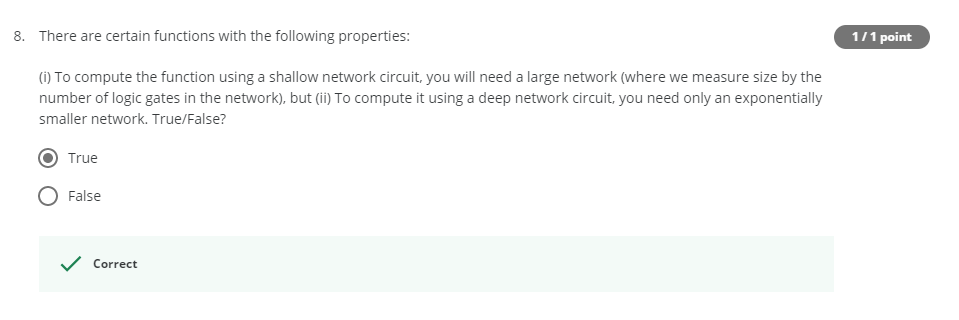 8. There are certain functions with the following properties:
1 / 1 point
(i) To compute the function using a shallow network circuit, you will need a large network (where we measure size by the
number of logic gates in the network), but (ii) To compute it using a deep network circuit, you need only an exponentially
smaller network. True/False?
True
False
Correct